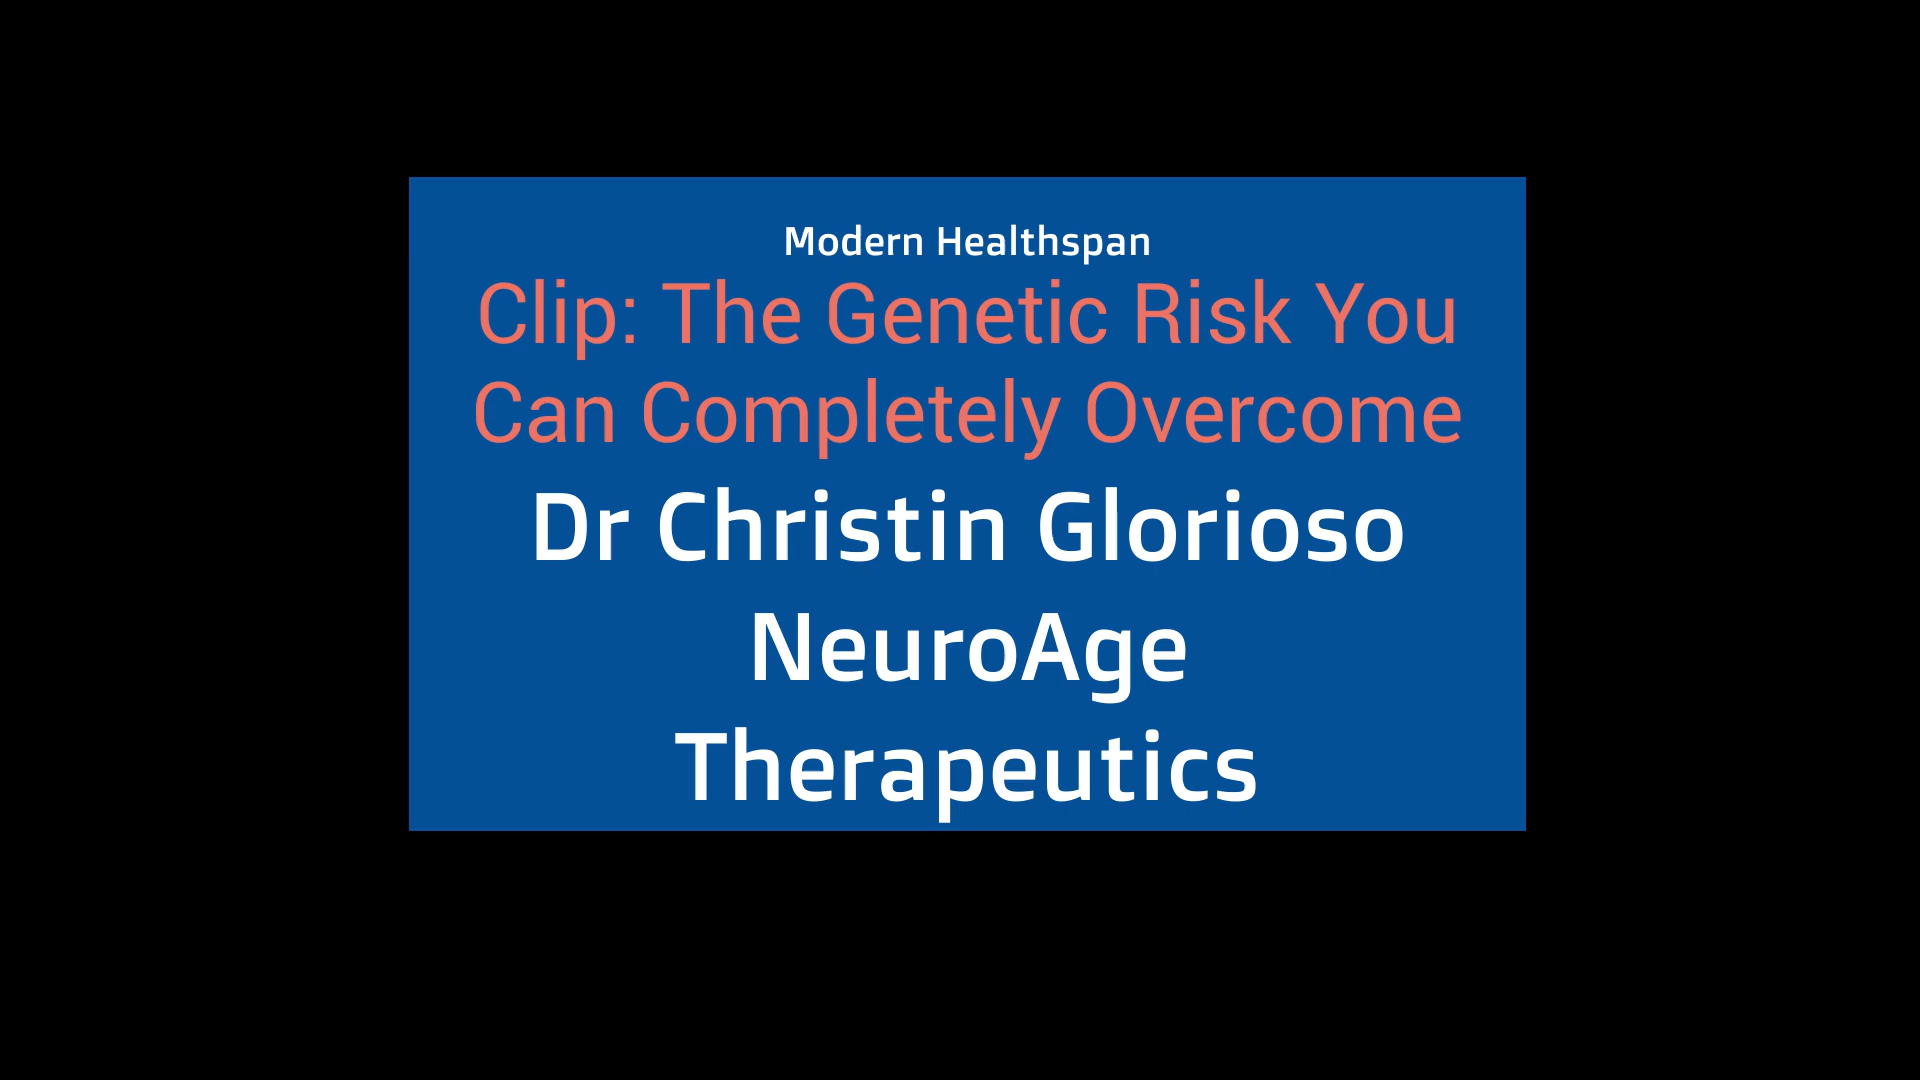 Modern Healthspan
Clip: The Genetic Risk You
Can Completely Overcome
Dr Christin Glorioso
NeuroAge
Therapeutics